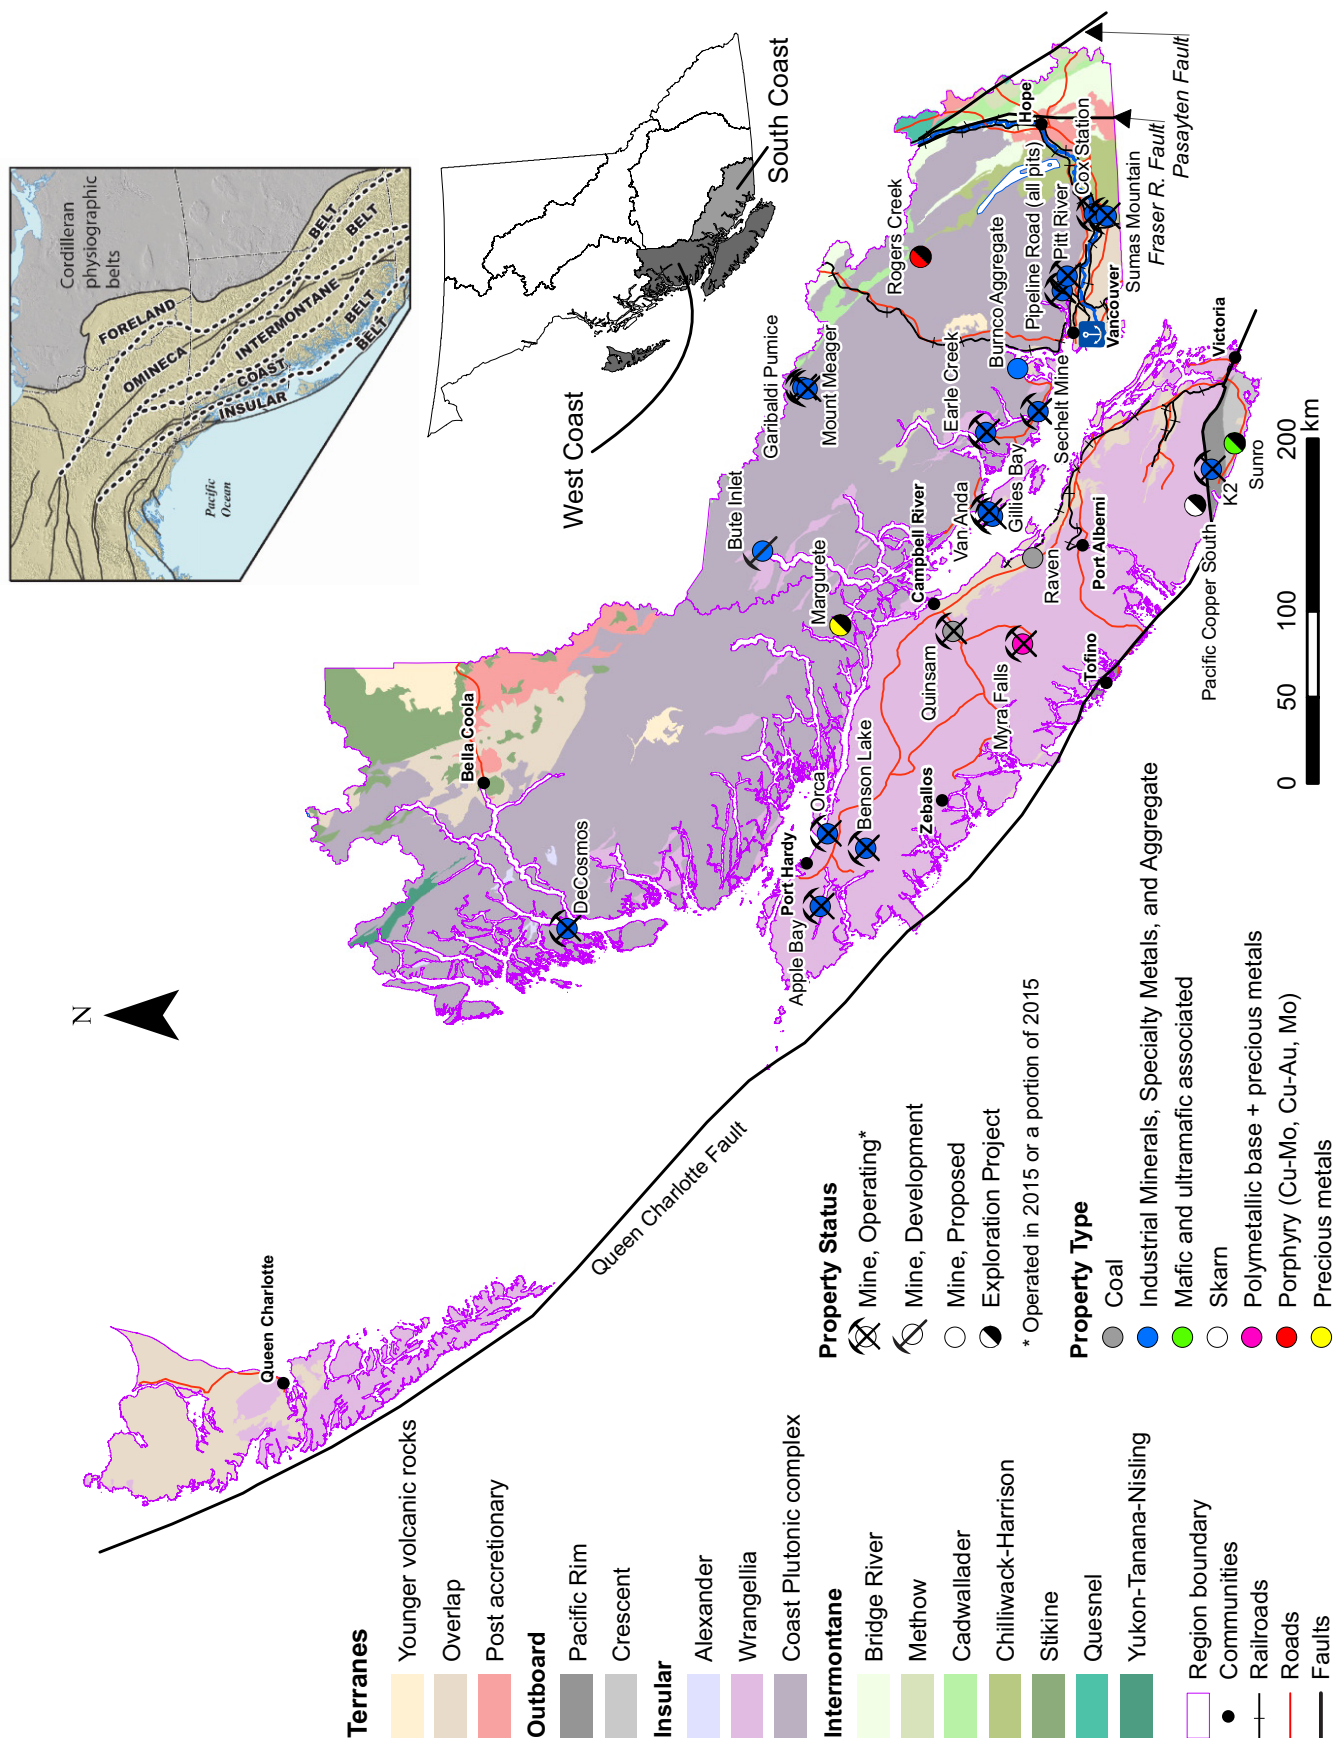 Cordilleran
physiographic
belts
FORELAND
BELT
OMINECA
BELT
INTERMONTANE
COAST
BELT
INSULAR
BELT
Pacific
Ocean
West Coast
South Coast
N
Queen Charlotte
Queen Charlotte Fault
Bella Coola
DeCosmos
Bute Inlet
Margurete
Garibaldi Pumice
Mount Meager
Rogers Creek
Apple Bay
Port Hardy
Orca
Benson Lake
Zeballos
Quinsam
Myra Falls
Campbell River
Van Anda
Gillies Bay
Earle Creek
Sechelt Mine
Burnco Aggregate
Pipeline Road (all pits)
Pitt River
Cox Station
Hope
Sumas Mountain
Fraser R. Fault
Pasayten Fault
Vancouver
Victoria
Raven
Port Alberni
Tofino
Pacific Copper South
K2
Sunro
0 50 100 200
km
Terranes
Younger volcanic rocks
Overlap
Post accretionary
Outboard
Pacific Rim
Crescent
Insular
Alexander
Wrangellia
Coast Plutonic complex
Intermontane
Bridge River
Methow
Cadwallader
Chilliwack-Harrison
Stikine
Quesnel
Yukon-Tanana-Nisling
Region boundary
Communities
Railroads
Roads
Faults
Property Status
Mine, Operating*
Mine, Development
Mine, Proposed
Exploration Project
* Operated in 2015 or a portion of 2015
Property Type
Coal
Industrial Minerals, Specialty Metals, and Aggregate
Mafic and ultramafic associated
Skarn
Polymetallic base + precious metals
Porphyry (Cu-Mo, Cu-Au, Mo)
Precious metals